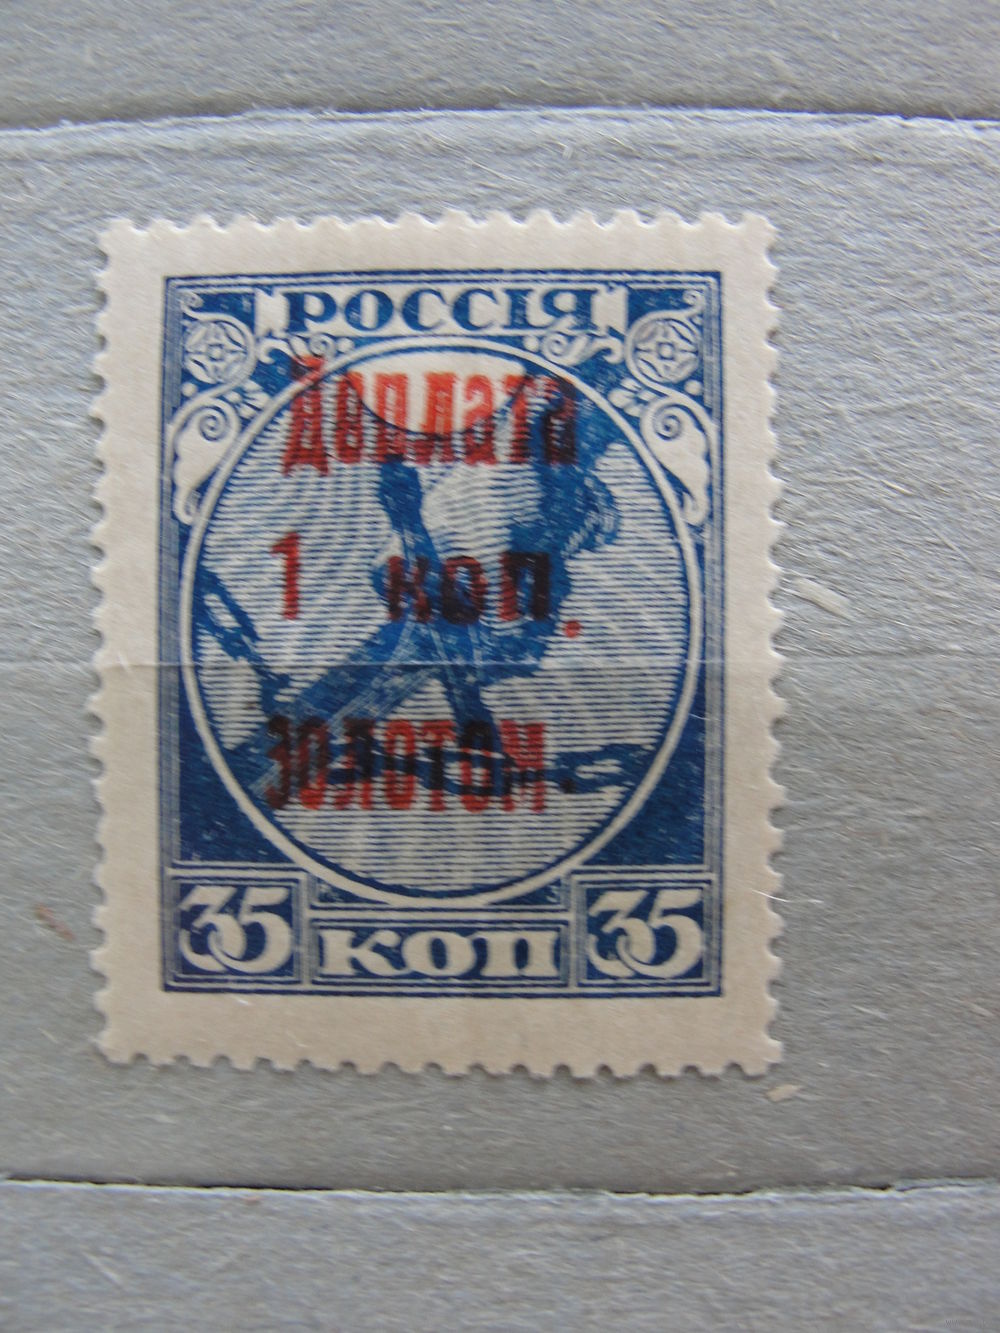 РОССІЯ
Доплата
1 коп.
золотом.
35 КОП 35